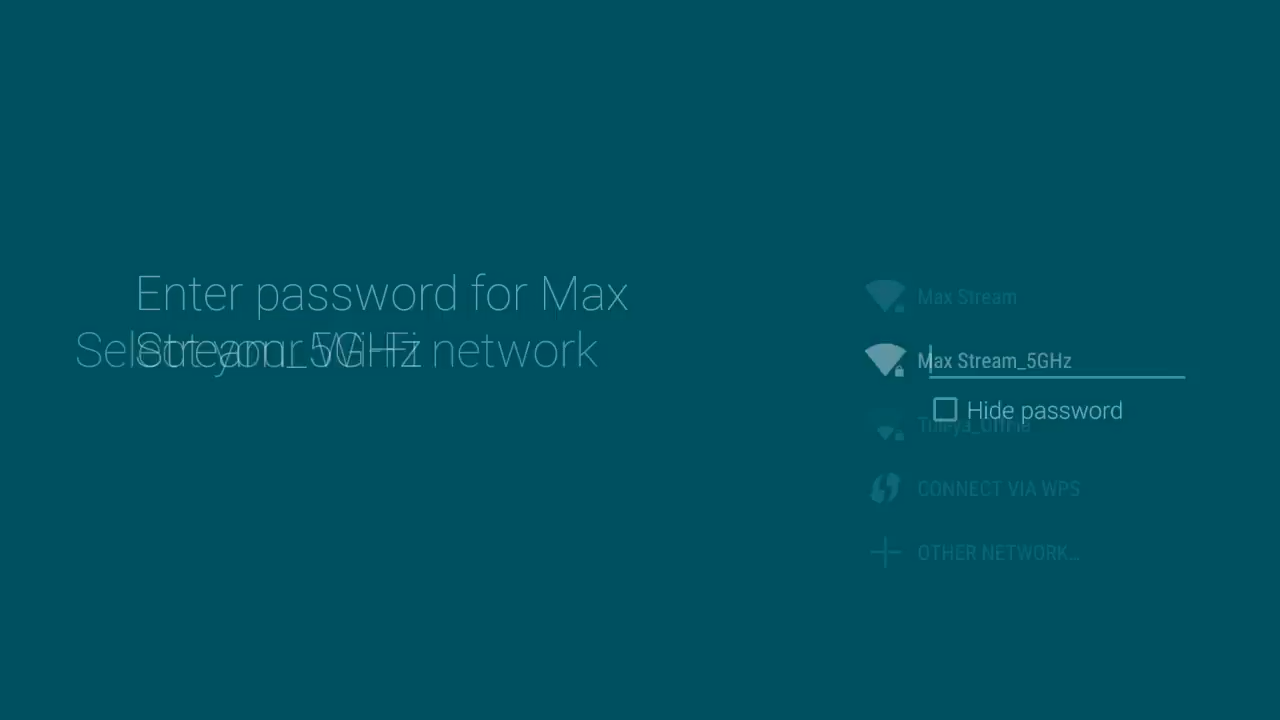 Enter password for Max
Stream_5GHz
Select your Wi-Fi network
Max Stream
Max Stream_5GHz
Hide password
CONNECT VIA WPS
OTHER NETWORK...